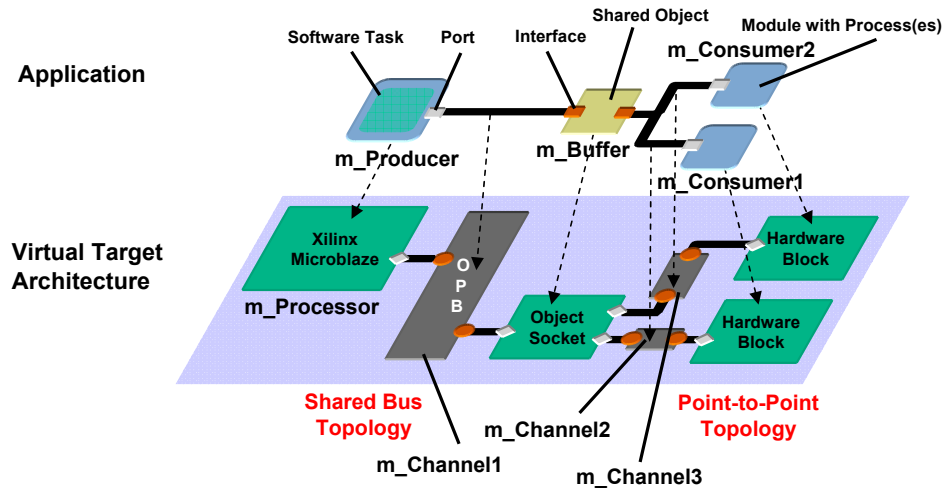 Shared Object
Software Task
Port
Interface
m_Consumer2
Module with Process(es)
Application
m_Producer
m_Buffer
m_Consumer1
Virtual Target
Architecture
Xilinx
Microblaze
m_Processor
O
P
B
Object
Socket
Hardware
Block
Hardware
Block
Shared Bus
Topology
Point-to-Point
Topology
m_Channel1
m_Channel2
m_Channel3